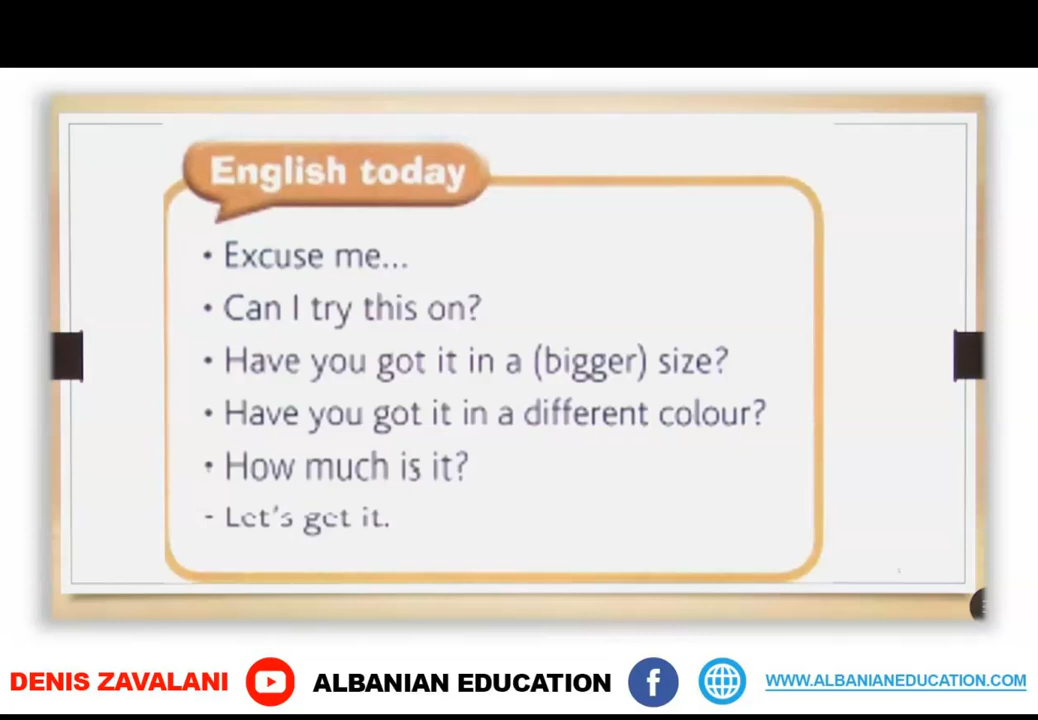 English today
• Excuse me...
• Can I try this on?
• Have you got it in a (bigger) size?
• Have you got it in a different colour?
• How much is it?
- Let's get it.
DENIS ZAVALANI ALBANIAN EDUCATION WWW.ALBANIANEDUCATION.COM